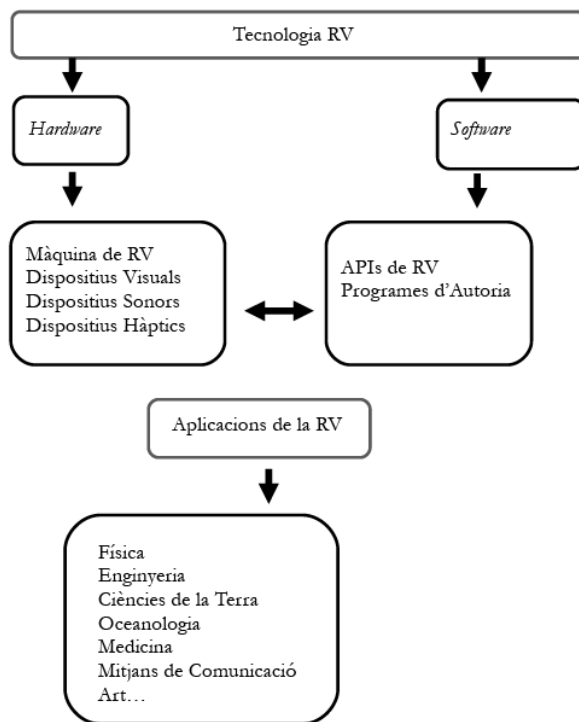 Tecnologia RV
Hardware
Software
Màquina de RV
Dispositius Visuals
Dispositius Sonors
Dispositius Hàptics
APIs de RV
Programes d’Autoria
Aplicacions de la RV
Física
Enginyeria
Ciències de la Terra
Oceanologia
Medicina
Mitjans de Comunicació
Art…